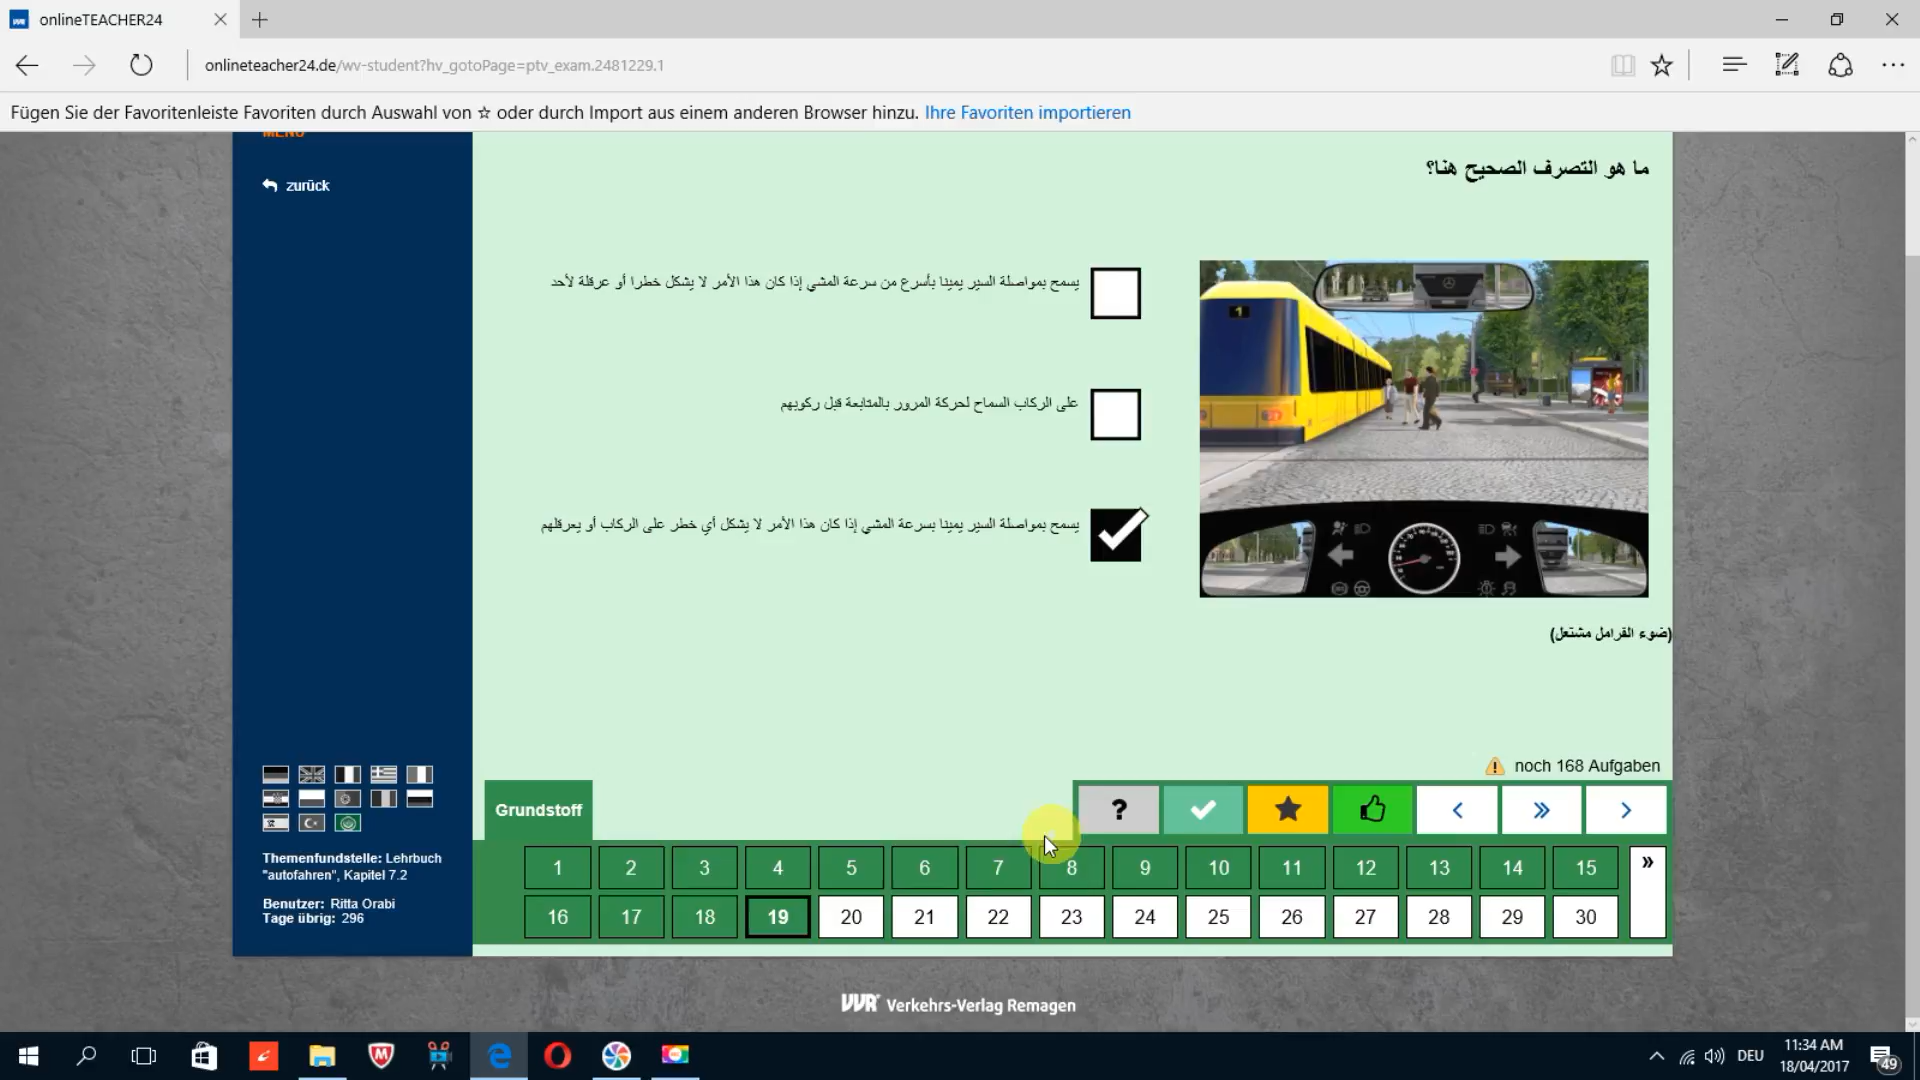 onlineTEACHER24
onlineteacher24.de/wv-student?hv_gotoPage=ptv_exam.2481229.1
Fügen Sie der Favoritenleiste Favoriten durch Auswahl von ☆ oder durch Import aus einem anderen Browser hinzu. Ihre Favoriten importieren
MENÜ
zurück
ما هو التصرف الصحيح هنا؟
يسمح بمواصلة السير يمينا بأسرع من سرعة المشي إذا كان هذا الأمر لا يشكل خطرا أو عرقلة لأحد
على الركاب السماح لحركة المرور بالمتابعة قبل ركوبهم
يسمح بمواصلة السير يمينا بسرعة المشي إذا كان هذا الأمر لا يشكل أي خطر على الركاب أو يعرقلهم
1
(ضوء الفرامل مشتعل)
noch 168 Aufgaben
Grundstoff
?
1 2 3 4 5 6 7 8 9 10 11 12 13 14 15 »
16 17 18 19 20 21 22 23 24 25 26 27 28 29 30
Themenfundstelle: Lehrbuch
"autofahren", Kapitel 7.2
Benutzer: Ritta Orabi
Tage übrig: 296
VVR Verkehrs-Verlag Remagen
DEU
11:34 AM
18/04/2017
49